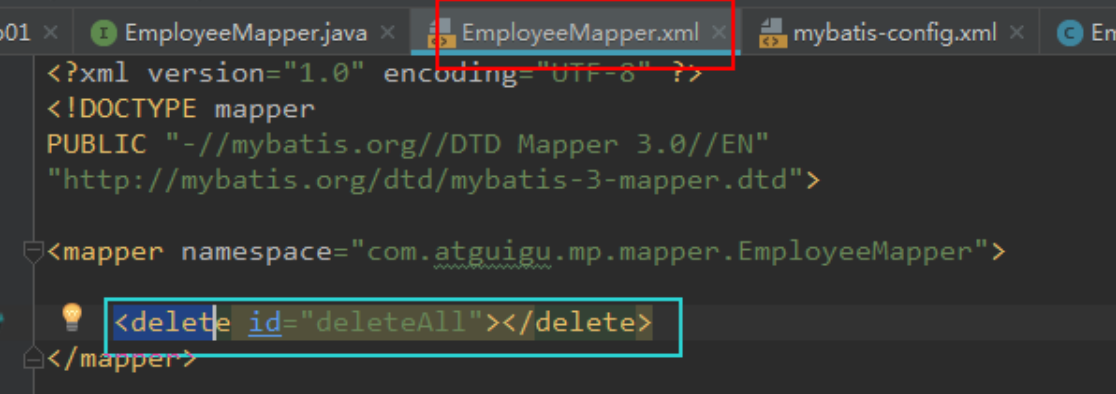 01 EmployeeMapper.java EmployeeMapper.xml mybatis-config.xml Em
<?xml version="1.0" encoding="UTF-8" ?>
<!DOCTYPE mapper
PUBLIC "-//mybatis.org//DTD Mapper 3.0//EN"
"http://mybatis.org/dtd/mybatis-3-mapper.dtd">
<mapper namespace="com.atguigu.mp.mapper.EmployeeMapper">
<delete id="deleteAll"></delete>
</mapper>